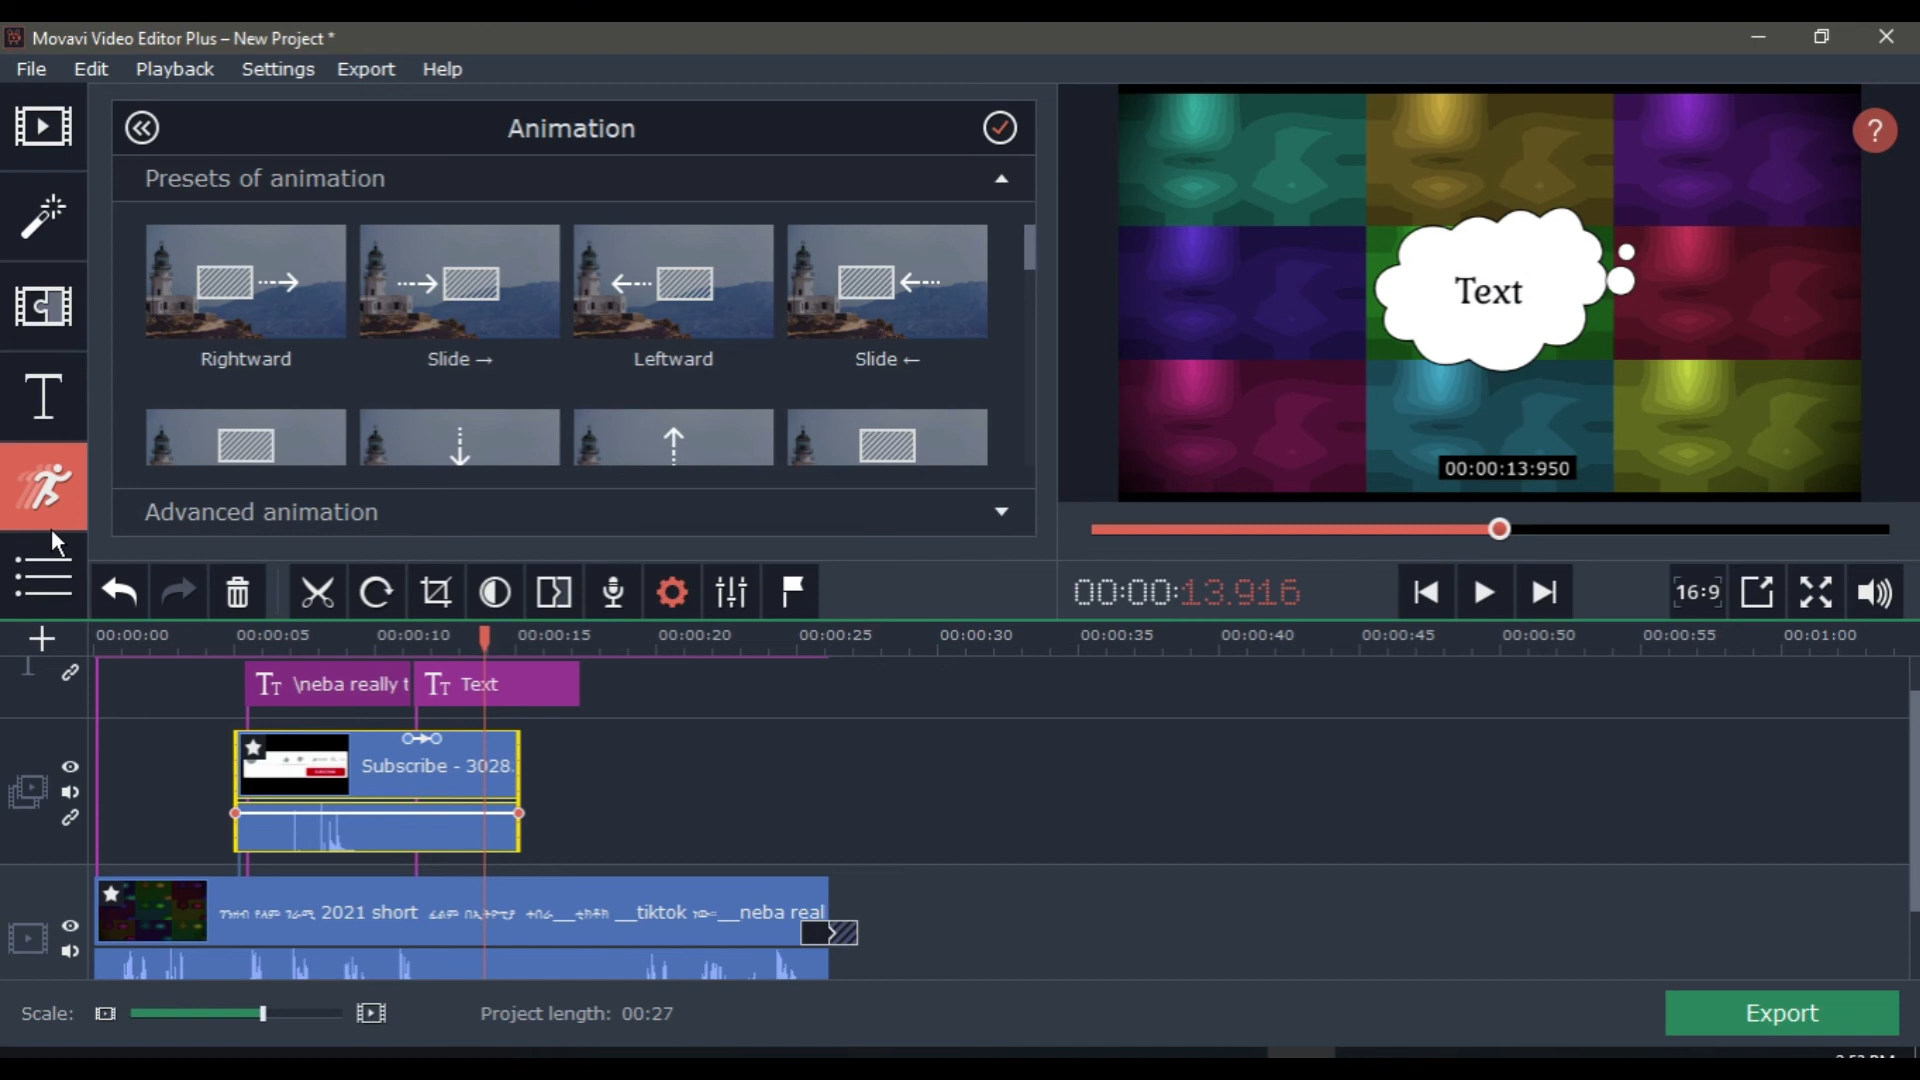 Movavi Video Editor Plus – New Project *
File Edit Playback Settings Export Help
Animation
?
Presets of animation
Rightward Slide → Leftward Slide ←
Text
00:00:13:950
Advanced animation
00:00:13.916
16:9
00:00:00 00:00:05 00:00:10 00:00:15 00:00:20 00:00:25 00:00:30 00:00:35 00:00:40 00:00:45 00:00:50 00:00:55 00:01:00
\neba really t
Text
Subscribe - 3028.
2021 short __tiktok __neba real
Scale:
Project length: 00:27
Export